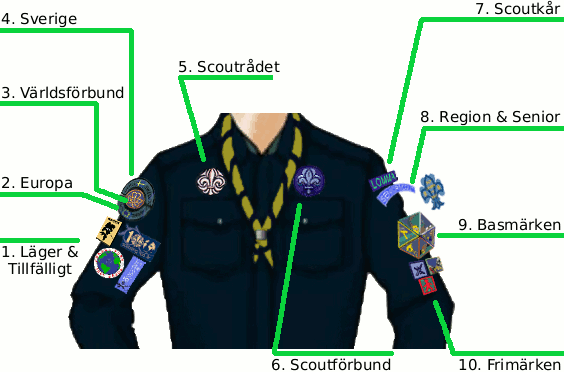 4. Sverige
3. Världsförbund
2. Europa
1. Läger &
Tillfälligt
5. Scoutrådet
7. Scoutkår
8. Region & Senior
9. Basmärken
6. Scoutförbund
10. Frimärken